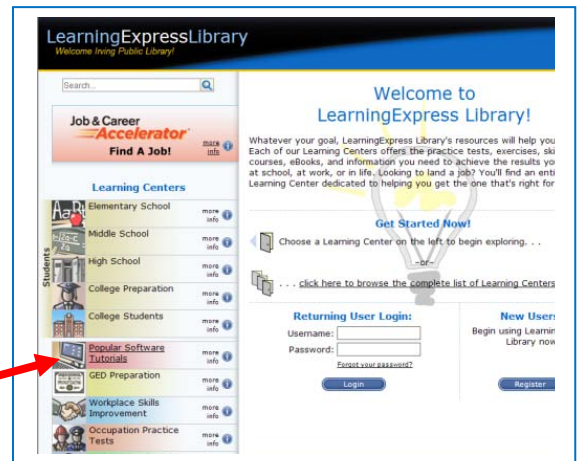 LearningExpressLibrary
Welcome Irving Public Library!
Search...
Job & Career
Accelerator
Find A Job!
more
info
Learning Centers
Students
Elementary School
more
info
Middle School
more
info
High School
more
info
College Preparation
more
info
College Students
more
info
Popular Software
Tutorials
more
info
GED Preparation
more
info
Workplace Skills
Improvement
more
info
Occupation Practice
Tests
more
info
Welcome to
LearningExpress Library!
Whatever your goal, LearningExpress Library's resources will help you
Each of our Learning Centers offers the practice tests, exercises, ski
courses, eBooks, and information you need to achieve the results yo
at school, at work, or in life. Looking to land a job? You'll find an enti
Learning Center dedicated to helping you get the one that's right for
Get Started Now!
Choose a Learning Center on the left to begin exploring. . .
-or-
. . . click here to browse the complete list of Learning Centers
Returning User Login:
Username:
Password:
Forgot your password?
Login
New Users
Begin using Learnin
Library now
Register